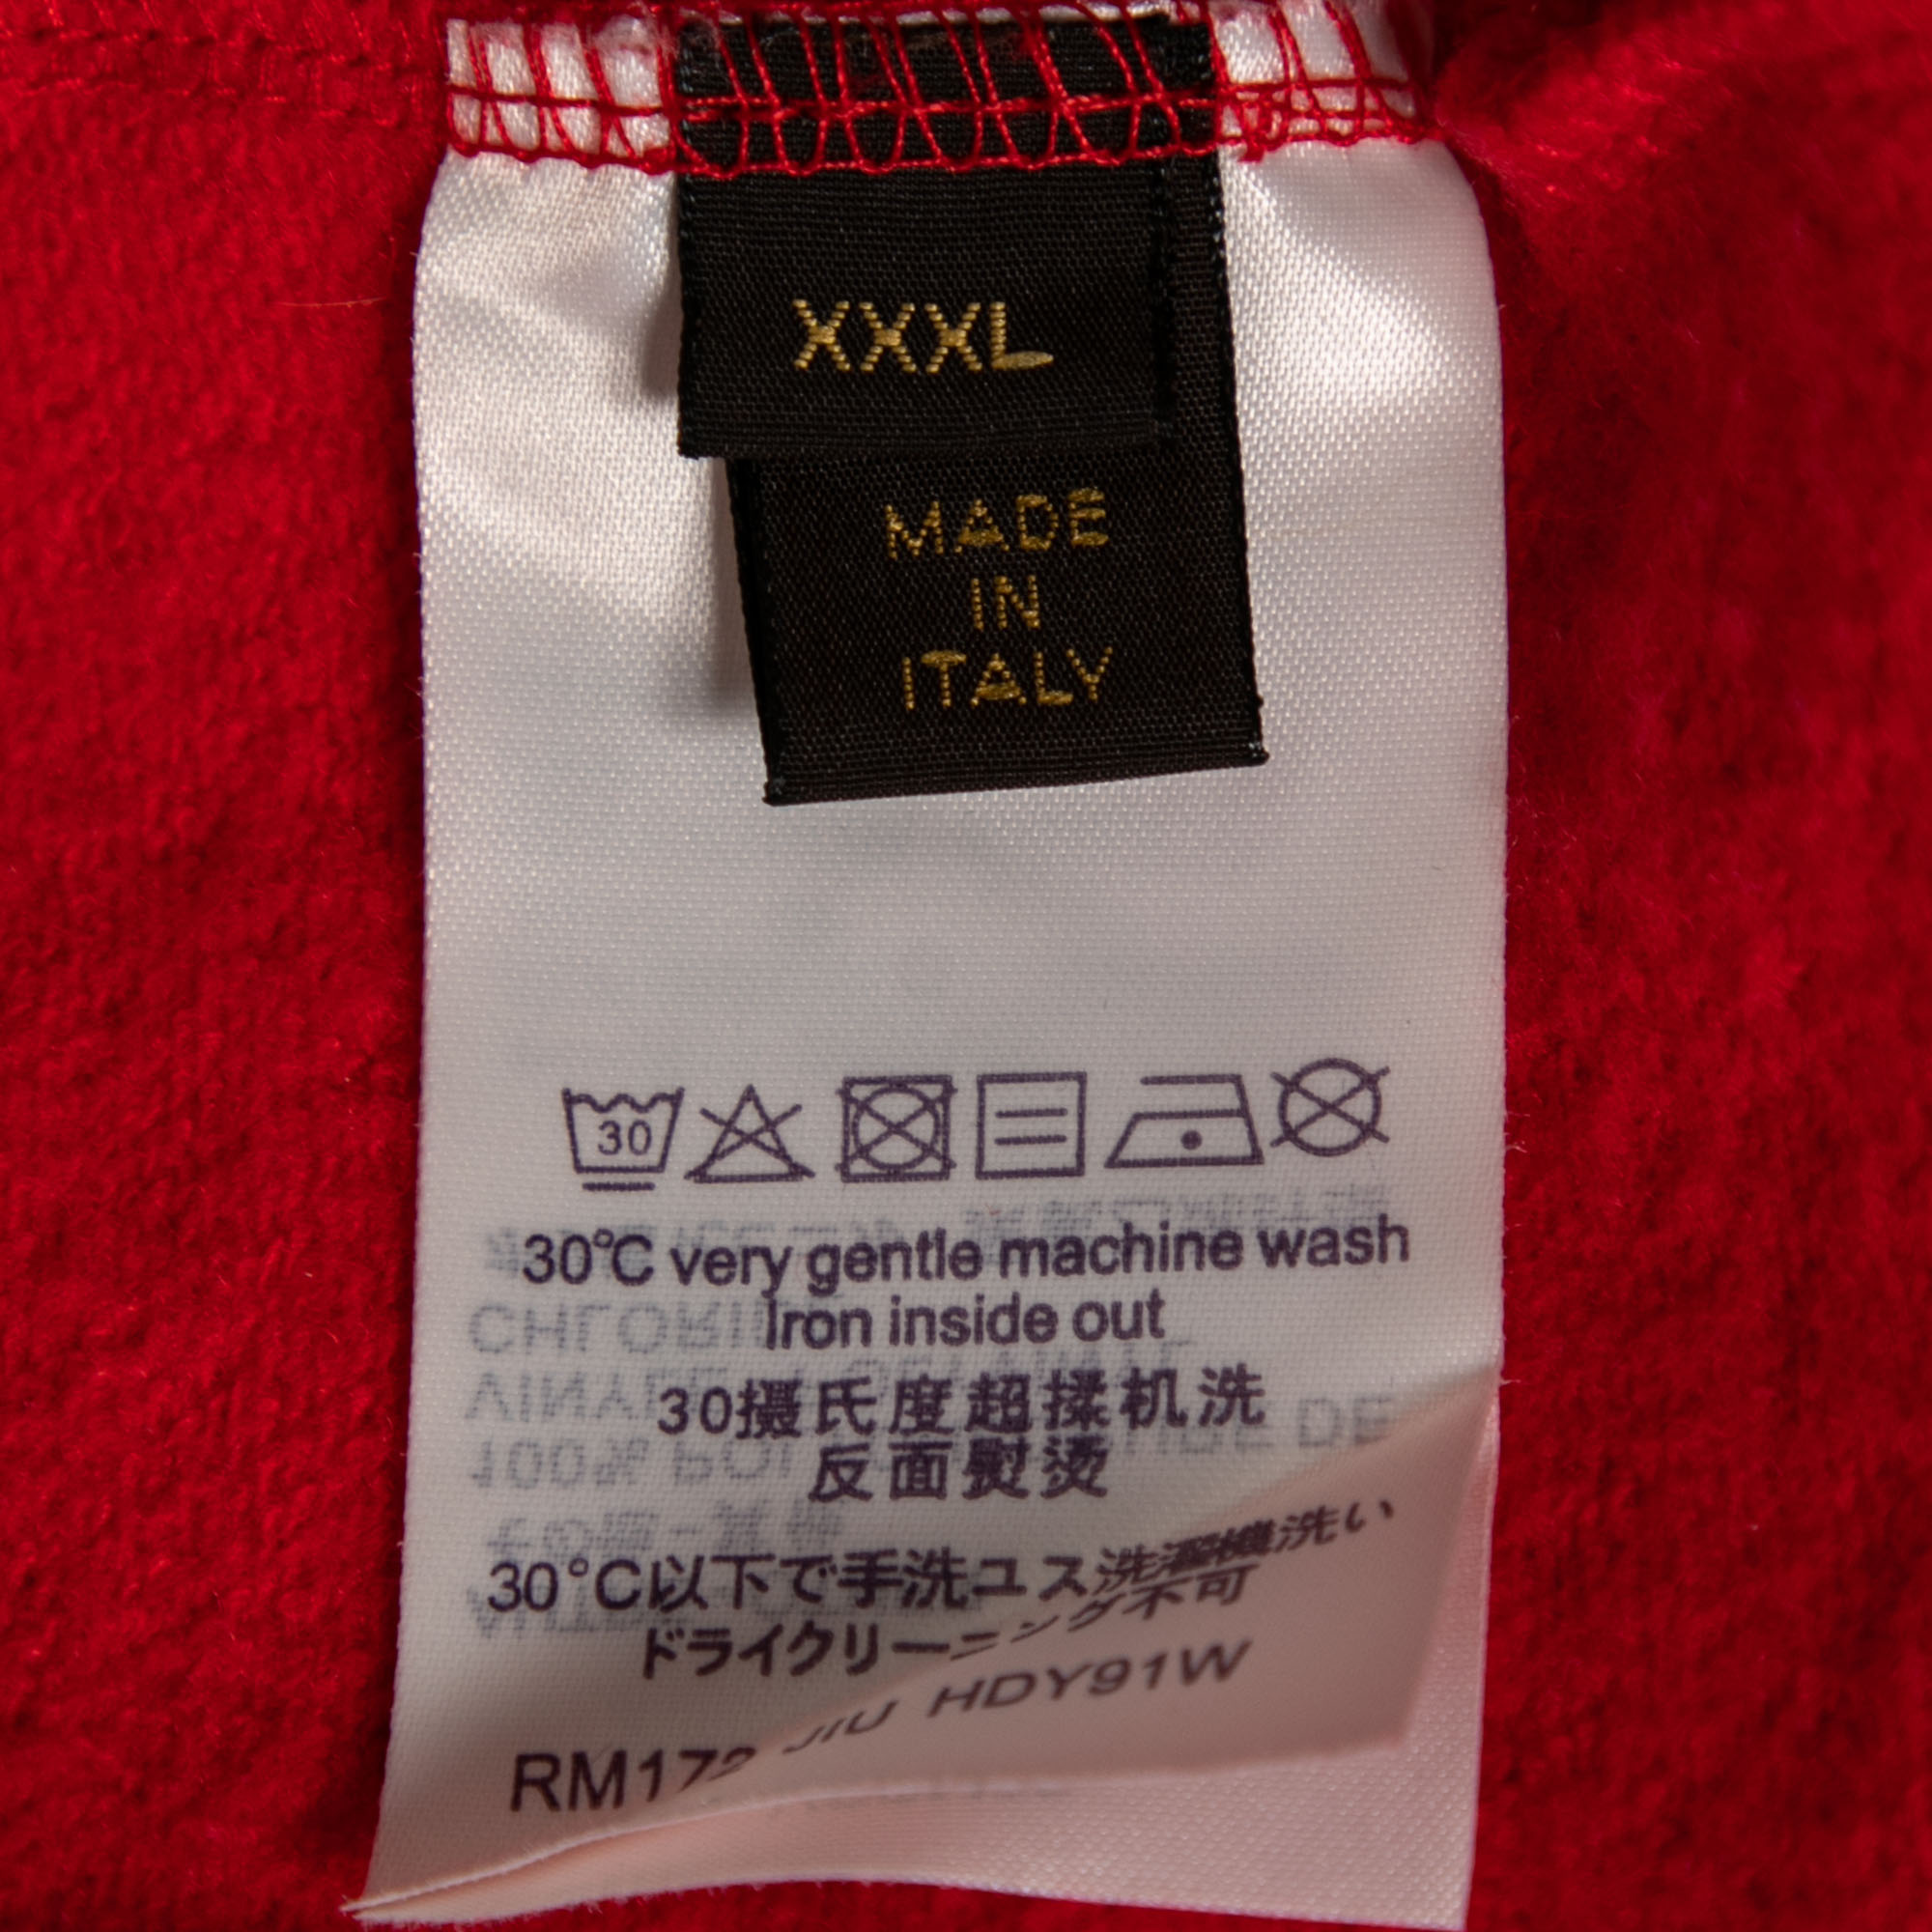 XXXL
MADE
IN
ITALY
30
30°C very gentle machine wash
Iron inside out
30摄氏度超揉机洗
反面熨烫
30°C以下で手洗ユス洗濯機洗い
ドライクリーニング不可
JIU HDY91W